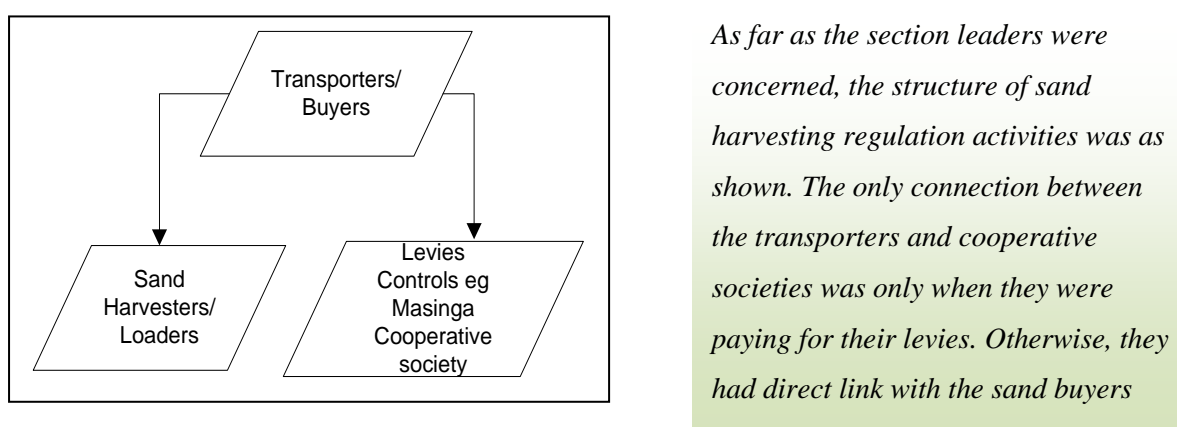 Transporters/
Buyers
Sand
Harvesters/
Loaders
Levies
Controls eg
Masinga
Cooperative
society
As far as the section leaders were
concerned, the structure of sand
harvesting regulation activities was as
shown. The only connection between
the transporters and cooperative
societies was only when they were
paying for their levies. Otherwise, they
had direct link with the sand buyers